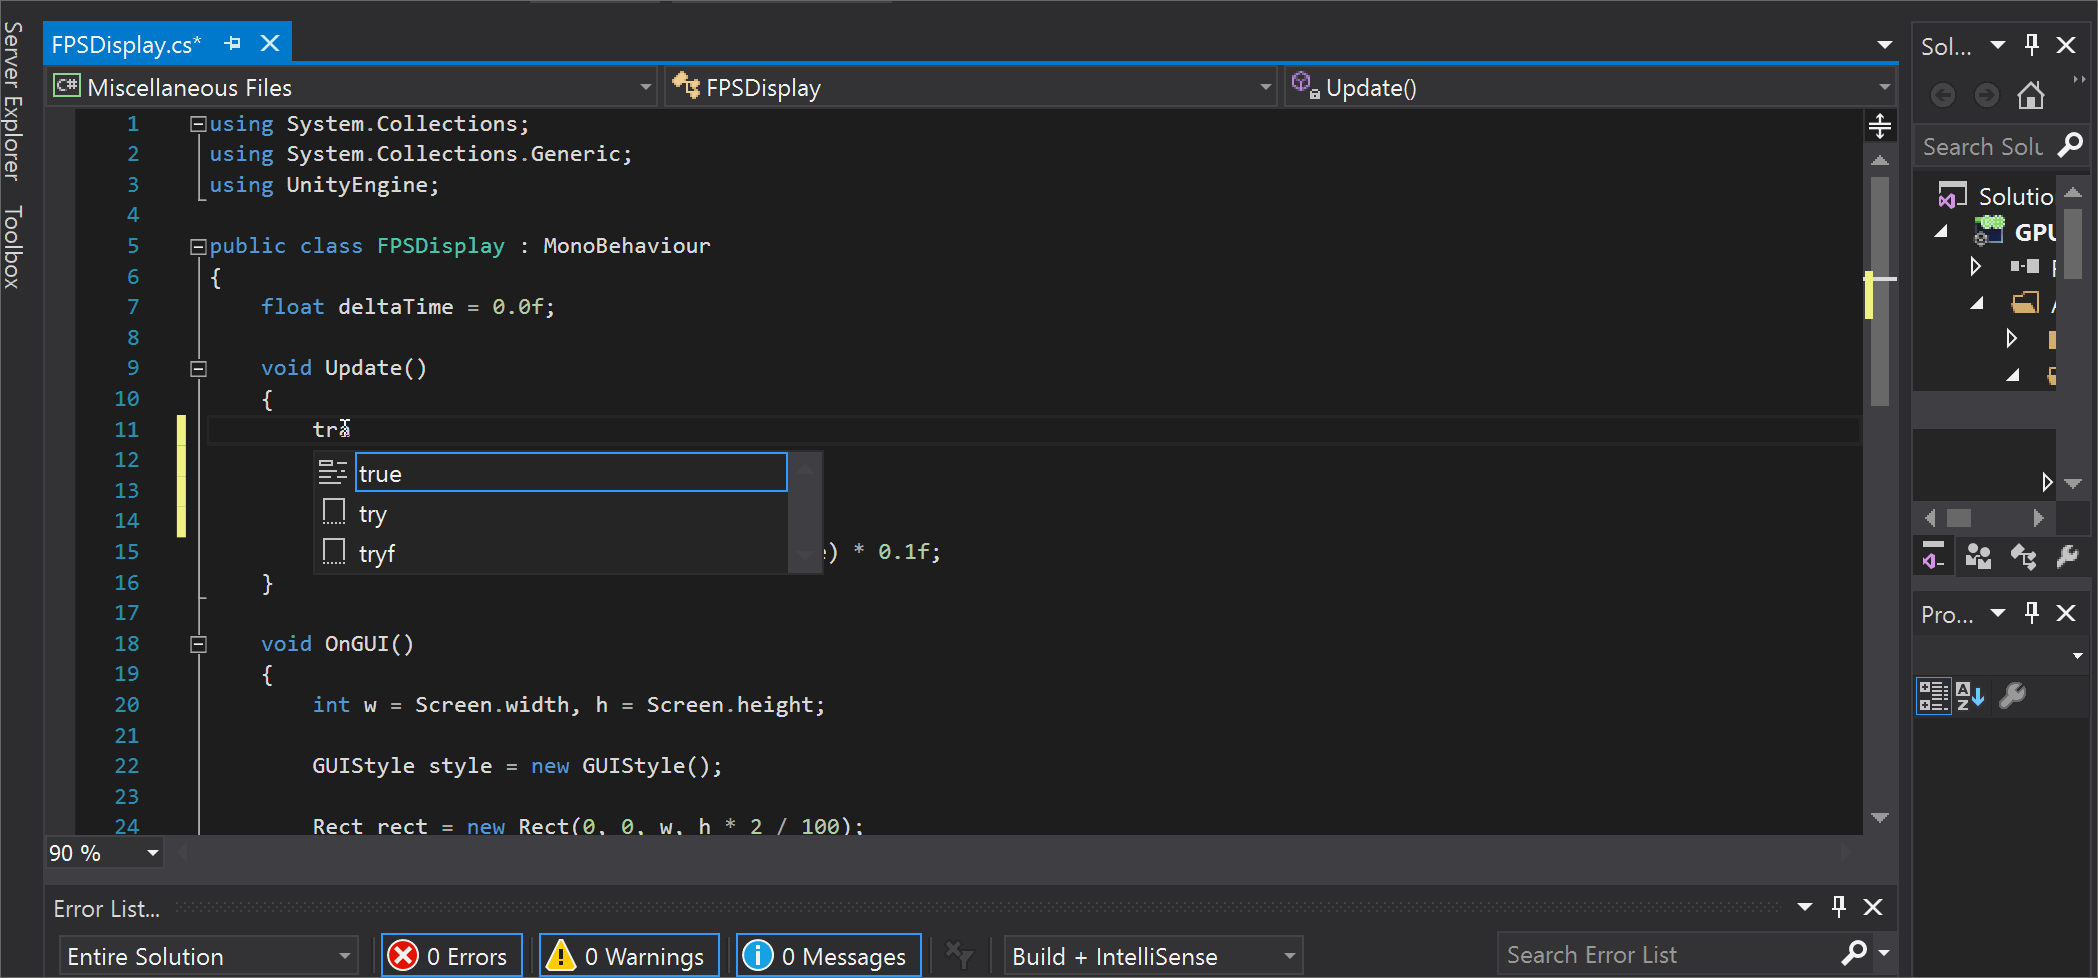 Server Explorer
Toolbox
FPSDisplay.cs*
C# Miscellaneous Files
FPSDisplay
Update()
1 using System.Collections;
2 using System.Collections.Generic;
3 using UnityEngine;
4
5 public class FPSDisplay : MonoBehaviour
6 {
7 float deltaTime = 0.0f;
8
9 void Update()
10 {
11 tra
12
13
14
15 e) * 0.1f;
16 }
17
18 void OnGUI()
19 {
20 int w = Screen.width, h = Screen.height;
21
22 GUIStyle style = new GUIStyle();
23
24 Rect rect = new Rect(0, 0, w, h * 2 / 100);
true
try
tryf
90 %
Error List...
Entire Solution
0 Errors
0 Warnings
0 Messages
Build + IntelliSense
Search Error List
Sol...
Search Solu
Solutio
GPU
Pro...